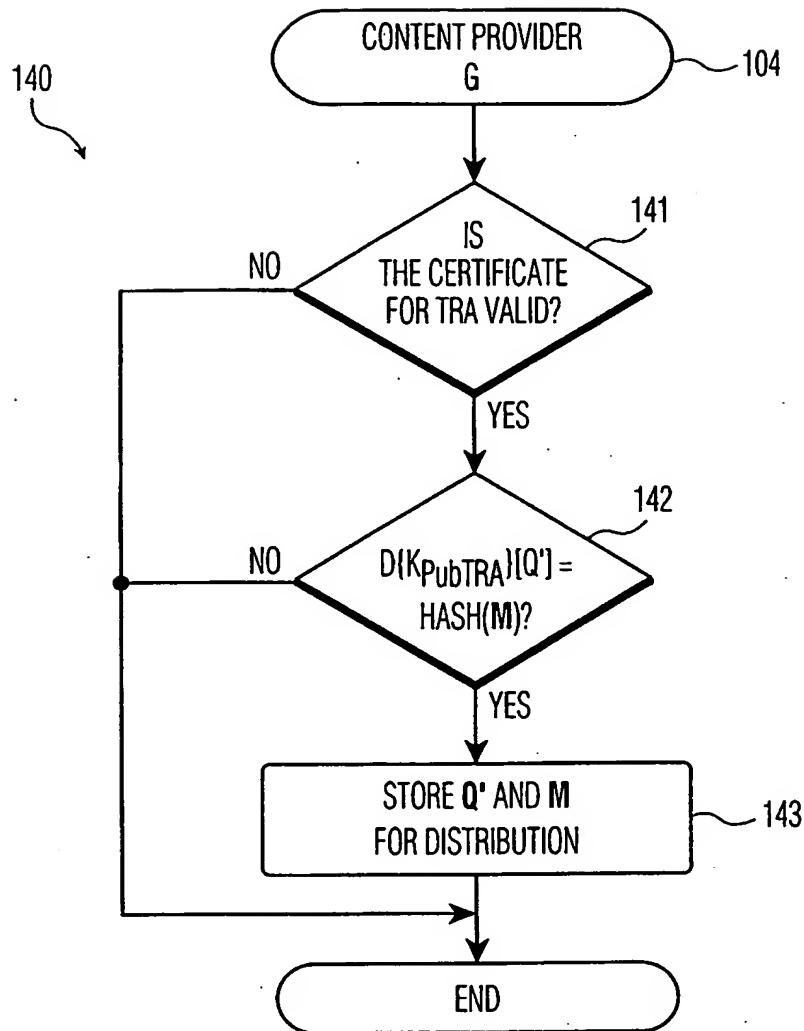 CONTENT PROVIDER
G
104
140
141
IS
THE CERTIFICATE
FOR TRA VALID?
NO
YES
142
D{K_PubTRA}[Q'] =
HASH(M)?
NO
YES
STORE Q' AND M
FOR DISTRIBUTION
143
END